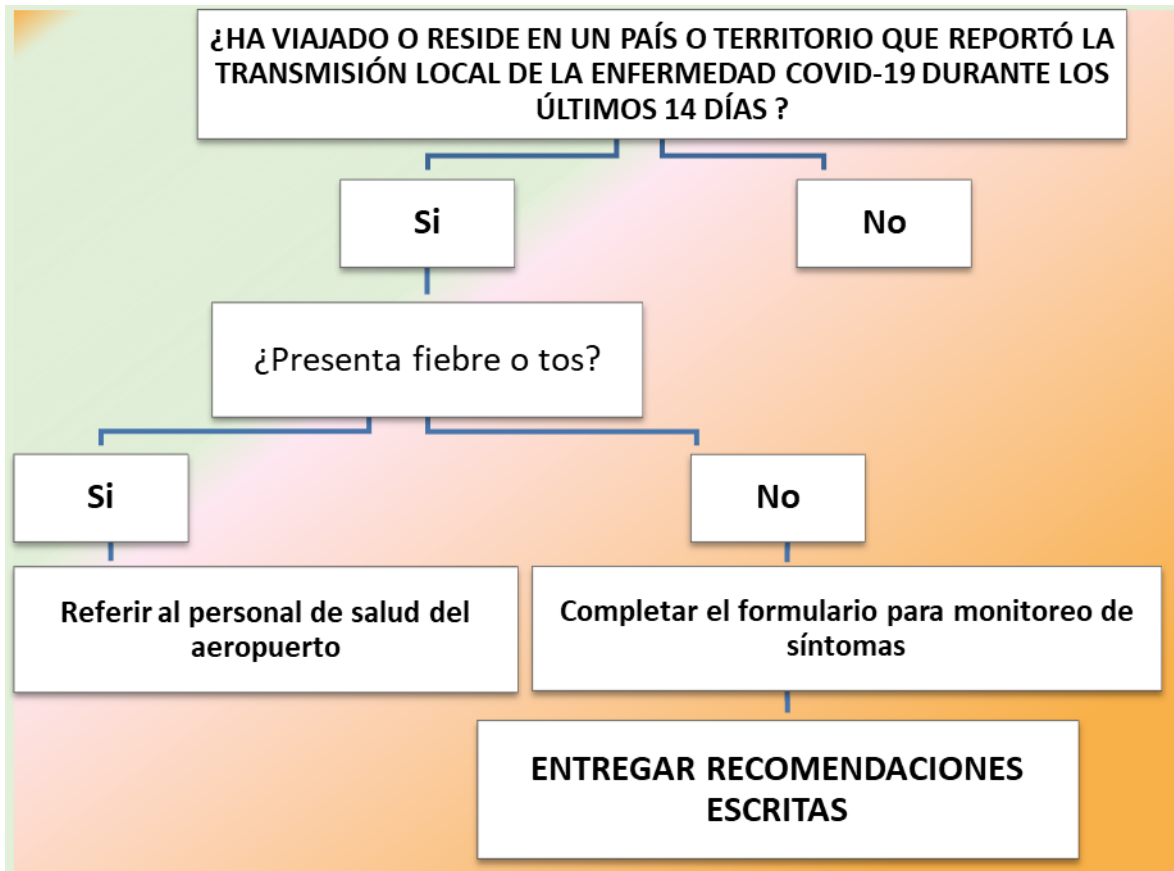 ¿HA VIAJADO O RESIDE EN UN PAÍS O TERRITORIO QUE REPORTÓ LA
TRANSMISIÓN LOCAL DE LA ENFERMEDAD COVID-19 DURANTE LOS
ÚLTIMOS 14 DÍAS ?
Si
No
¿Presenta fiebre o tos?
Si
No
Referir al personal de salud del
aeropuerto
Completar el formulario para monitoreo de
síntomas
ENTREGAR RECOMENDACIONES
ESCRITAS